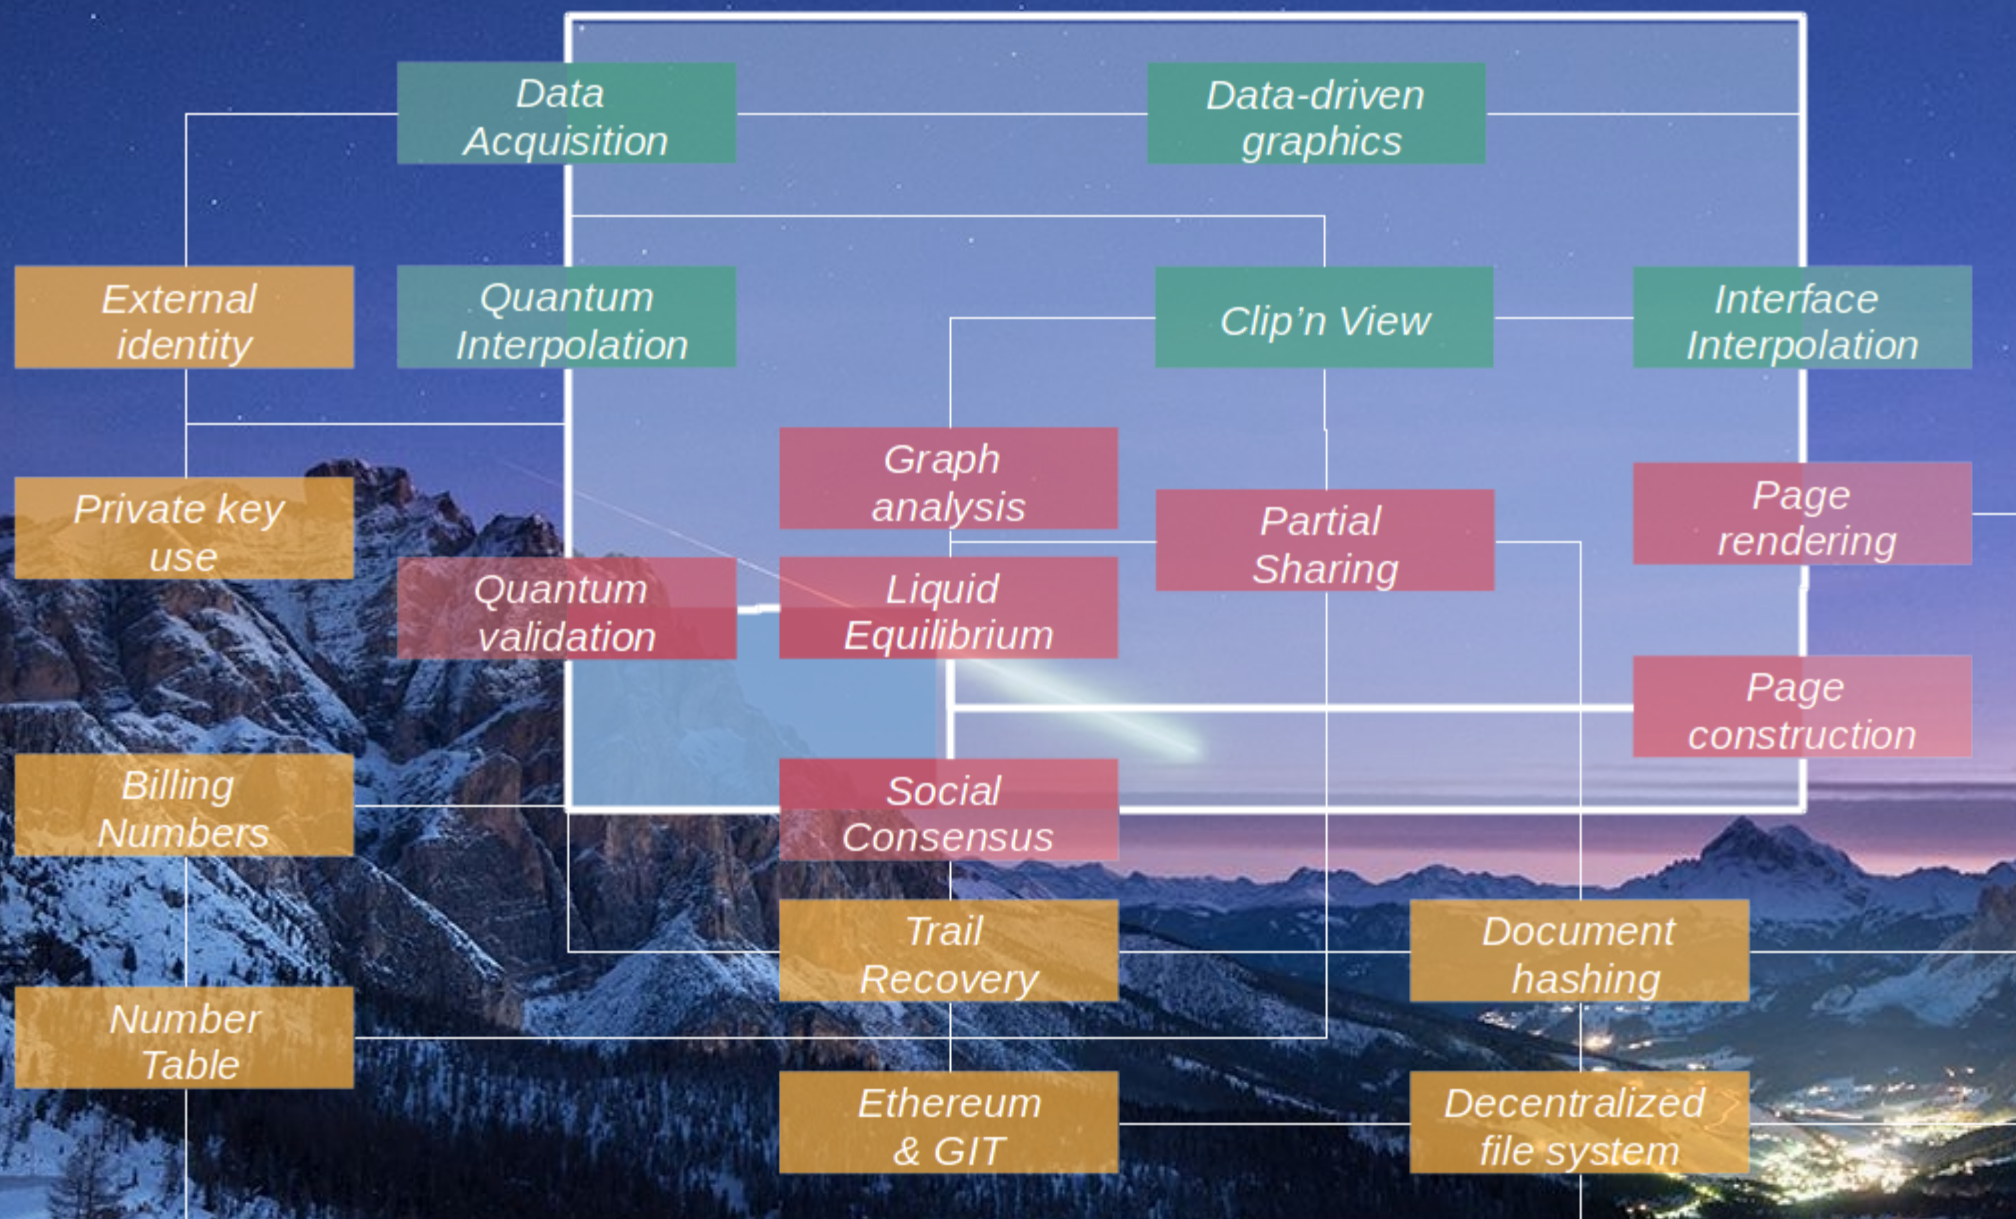 Data
Acquisition
Data-driven
graphics
External
identity
Quantum
Interpolation
Clip’n View
Interface
Interpolation
Graph
analysis
Private key
use
Partial
Sharing
Page
rendering
Quantum
validation
Liquid
Equilibrium
Page
construction
Billing
Numbers
Social
Consensus
Trail
Recovery
Document
hashing
Number
Table
Ethereum
& GIT
Decentralized
file system